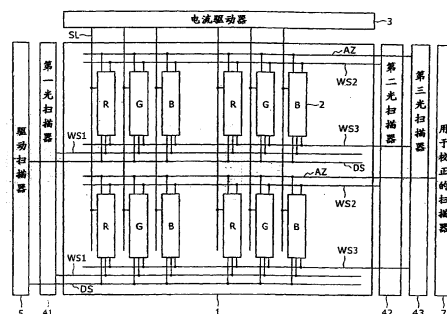 电流驱动器
3
SL
AZ
WS2
R G B R G B
2
WS1
WS3
DS
AZ
WS2
R G B R G B
WS1
WS3
DS
驱动扫描器
第一光扫描器
第二光扫描器
第三光扫描器
用于校正的扫描器
5
41
1
42
43
7